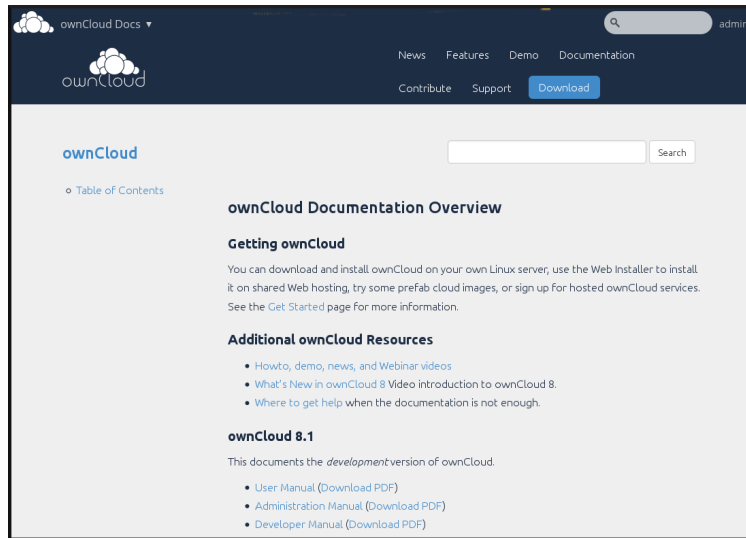 ownCloud Docs ▼
admin
ownCloud
News Features Demo Documentation
Contribute Support Download
ownCloud
Search
Table of Contents
ownCloud Documentation Overview
Getting ownCloud
You can download and install ownCloud on your own Linux server, use the Web Installer to install
it on shared Web hosting, try some prefab cloud images, or sign up for hosted ownCloud services.
See the Get Started page for more information.
Additional ownCloud Resources
Howto, demo, news, and Webinar videos
What's New in ownCloud 8 Video introduction to ownCloud 8.
Where to get help when the documentation is not enough.
ownCloud 8.1
This documents the development version of ownCloud.
User Manual (Download PDF)
Administration Manual (Download PDF)
Developer Manual (Download PDF)